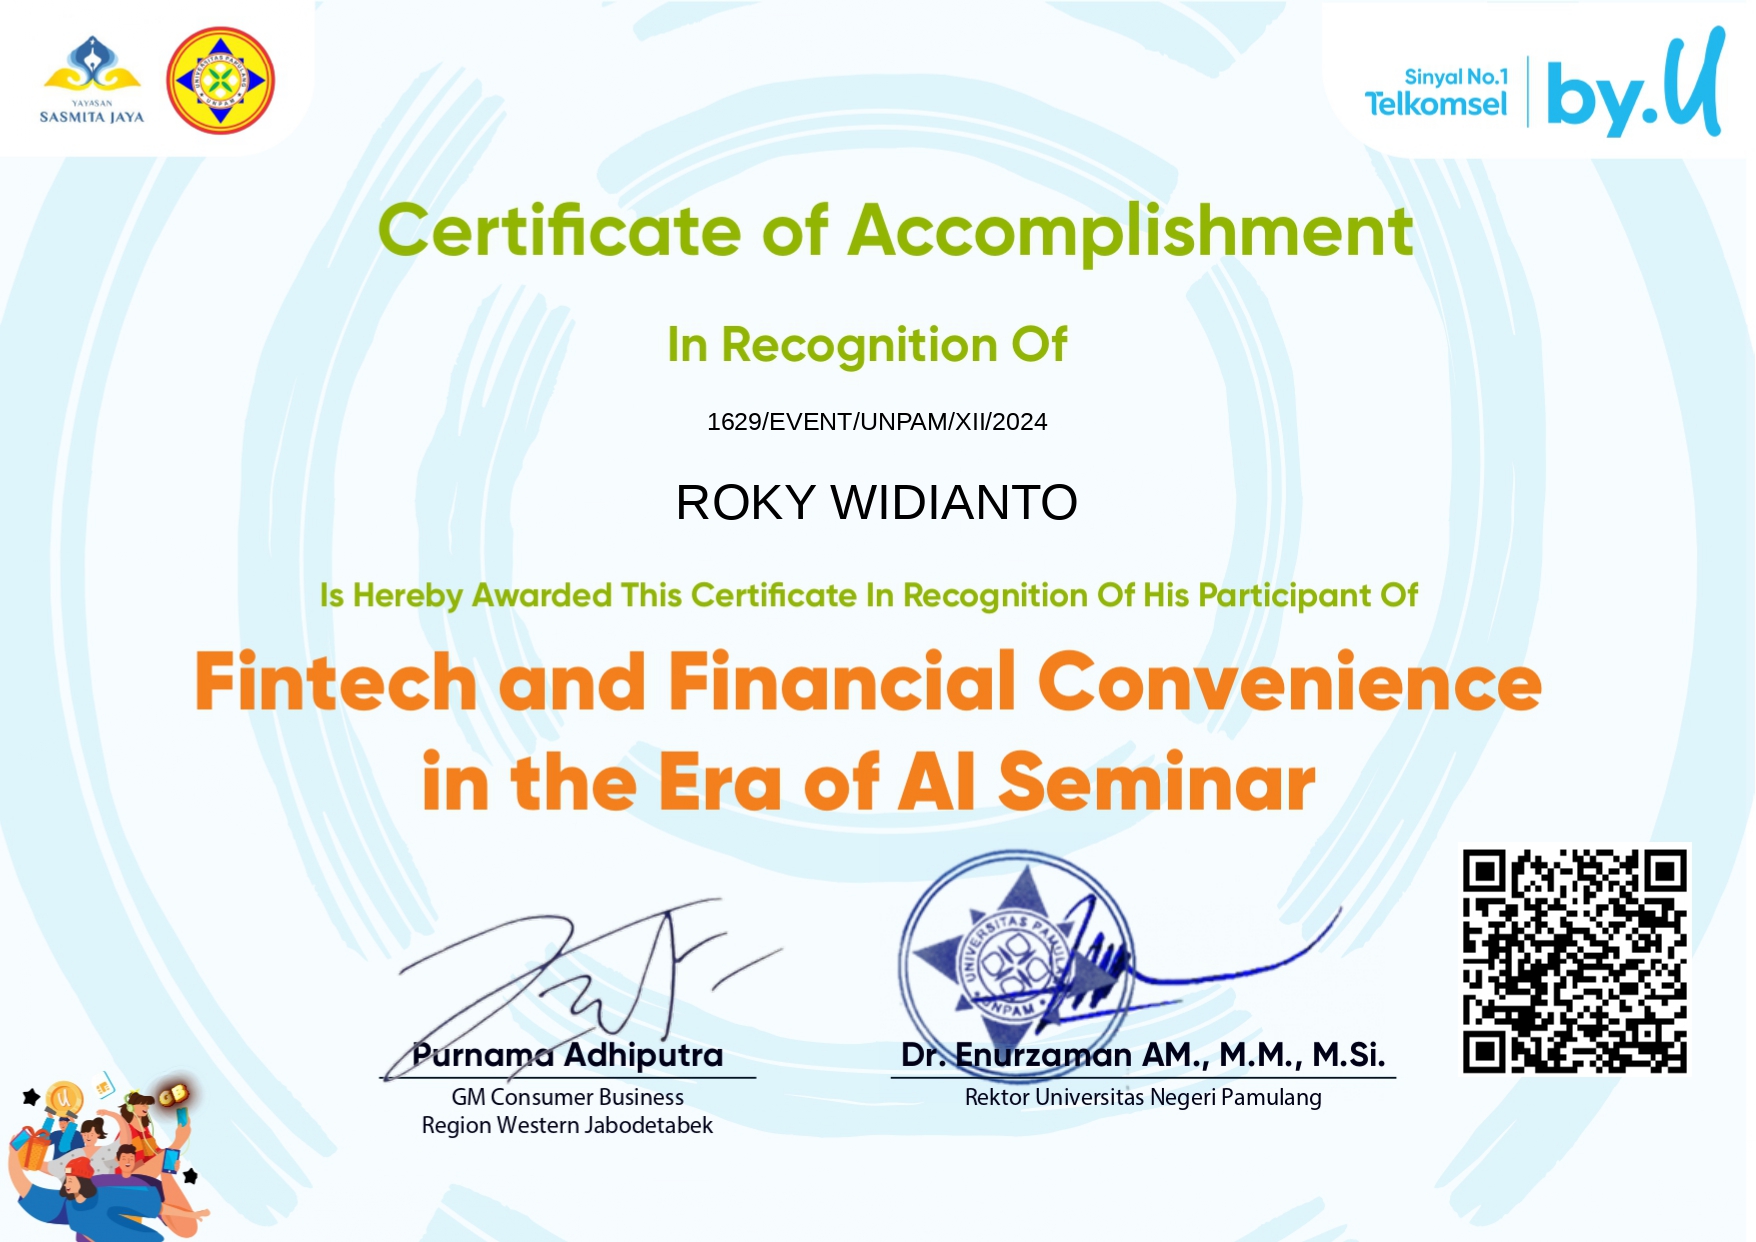 YAYASAN
SASMITA JAYA
UNIVERSITAS PAMULANG
UNPAM
Sinyal No.1
Telkomsel
by.U
Certificate of Accomplishment
In Recognition Of
1629/EVENT/UNPAM/XII/2024
ROKY WIDIANTO
Is Hereby Awarded This Certificate In Recognition Of His Participant Of
Fintech and Financial Convenience
in the Era of AI Seminar
UNIVERSITAS PAMULANG
UNPAM
Purnama Adhiputra
GM Consumer Business
Region Western Jabodetabek
Dr. Enurzaman AM., M.M., M.Si.
Rektor Universitas Negeri Pamulang
U
GB